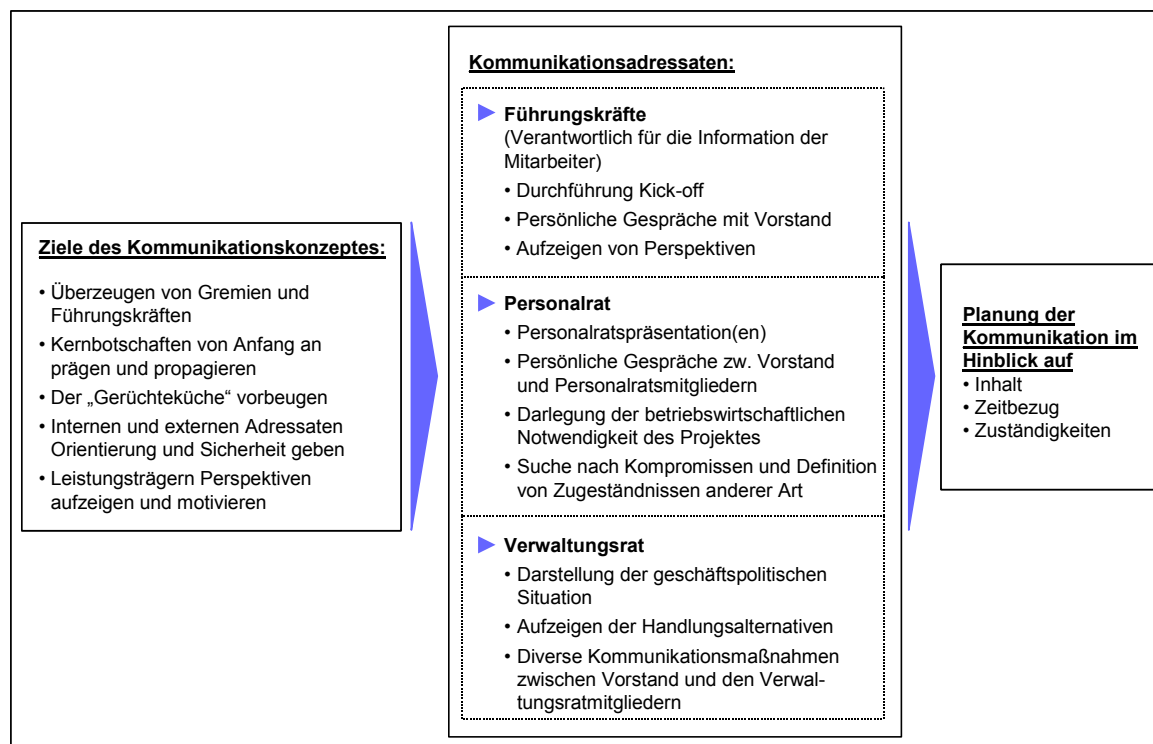 Ziele des Kommunikationskonzeptes:
• Überzeugen von Gremien und
Führungskräften
• Kernbotschaften von Anfang an
prägen und propagieren
• Der „Gerüchteküche“ vorbeugen
• Internen und externen Adressaten
Orientierung und Sicherheit geben
• Leistungsträgern Perspektiven
aufzeigen und motivieren
Kommunikationsadressaten:
Führungskräfte
(Verantwortlich für die Information der
Mitarbeiter)
• Durchführung Kick-off
• Persönliche Gespräche mit Vorstand
• Aufzeigen von Perspektiven
Personalrat
• Personalratspräsentation(en)
• Persönliche Gespräche zw. Vorstand
und Personalratsmitgliedern
• Darlegung der betriebswirtschaftlichen
Notwendigkeit des Projektes
• Suche nach Kompromissen und Definition
von Zugeständnissen anderer Art
Verwaltungsrat
• Darstellung der geschäftspolitischen
Situation
• Aufzeigen der Handlungsalternativen
• Diverse Kommunikationsmaßnahmen
zwischen Vorstand und den Verwal-
tungsratmitgliedern
Planung der
Kommunikation im
Hinblick auf
• Inhalt
• Zeitbezug
• Zuständigkeiten